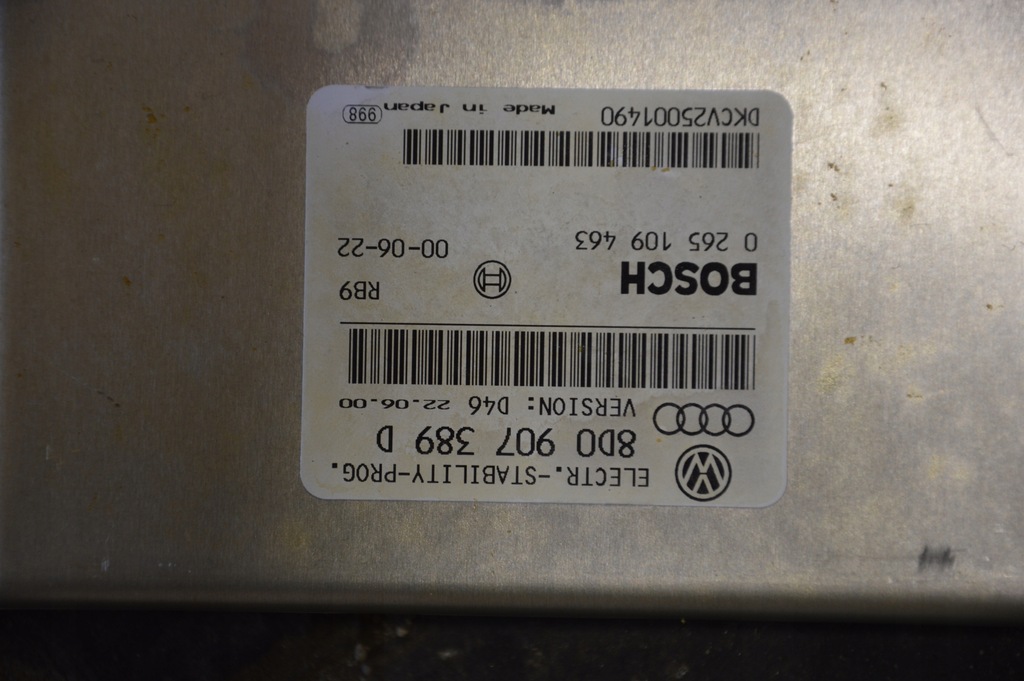 ELECTR.-STABILITY-PROG.
8D0 907 389 D
VERSION: D46 22.06.00
BOSCH RB9
0 265 109 463 00-06-22
DKCV25001490 Made in Japan 998